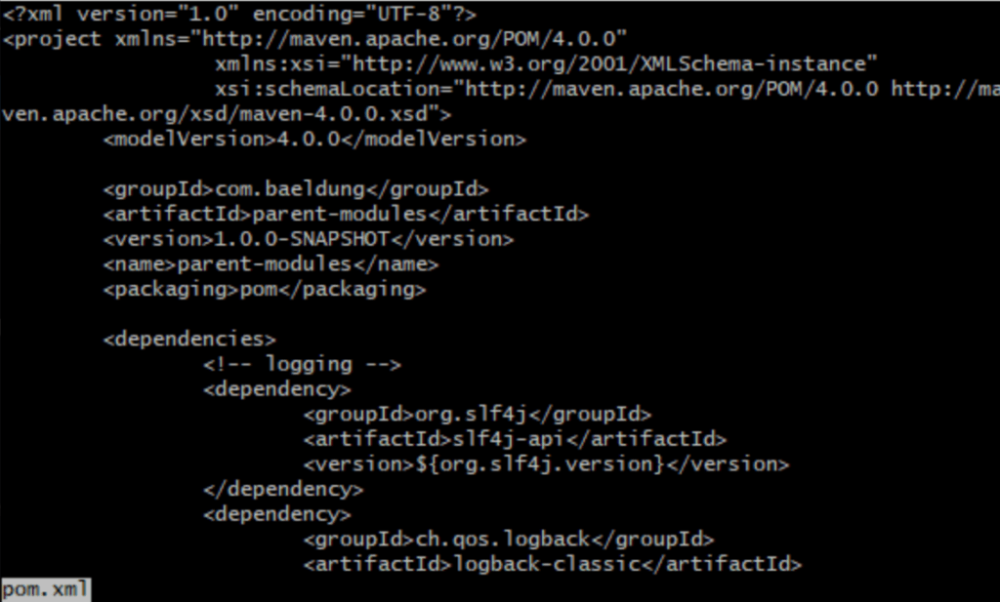 <?xml version="1.0" encoding="UTF-8"?>
<project xmlns="http://maven.apache.org/POM/4.0.0"
xmlns:xsi="http://www.w3.org/2001/XMLSchema-instance"
xsi:schemaLocation="http://maven.apache.org/POM/4.0.0 http://ma
ven.apache.org/xsd/maven-4.0.0.xsd">
<modelVersion>4.0.0</modelVersion>
<groupId>com.baeldung</groupId>
<artifactId>parent-modules</artifactId>
<version>1.0.0-SNAPSHOT</version>
<name>parent-modules</name>
<packaging>pom</packaging>
<dependencies>
<!-- logging -->
<dependency>
<groupId>org.slf4j</groupId>
<artifactId>slf4j-api</artifactId>
<version>${org.slf4j.version}</version>
</dependency>
<dependency>
<groupId>ch.qos.logback</groupId>
<artifactId>logback-classic</artifactId>
pom.xml